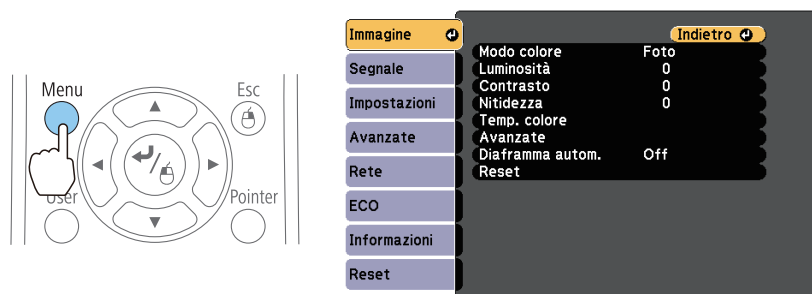 Menu
Esc
User
Pointer
Immagine
Segnale
Impostazioni
Avanzate
Rete
ECO
Informazioni
Reset
Indietro
Modo colore Foto
Luminosità 0
Contrasto 0
Nitidezza 0
Temp. colore
Avanzate
Diaframma autom. Off
Reset